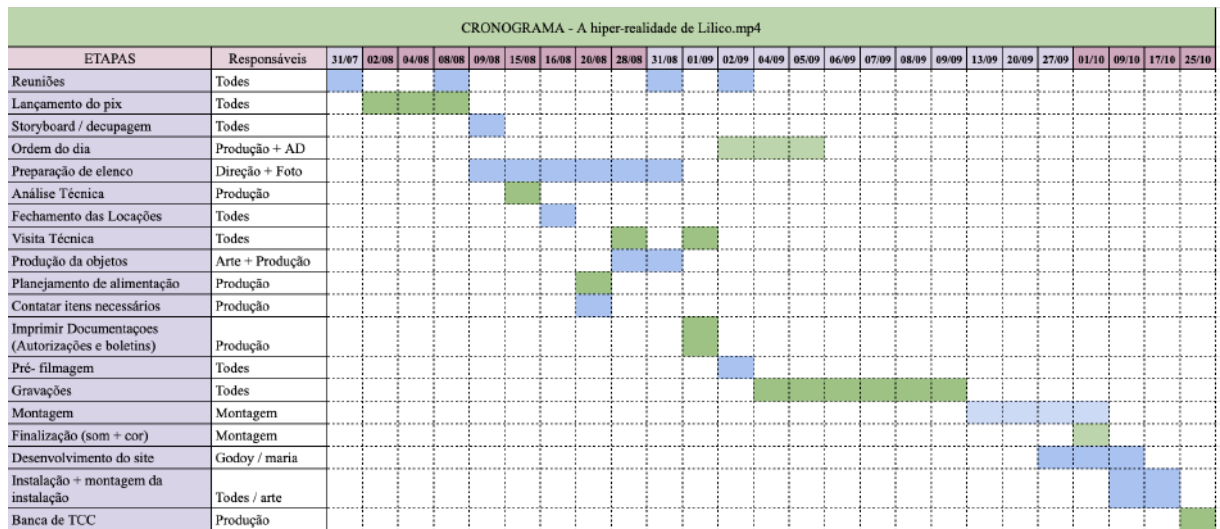 CRONOGRAMA - A hiper-realidade de Lilico.mp4
ETAPAS Responsáveis 31/07 02/08 04/08 08/08 09/08 15/08 16/08 20/08 28/08 31/08 01/09 02/09 04/09 05/09 06/09 07/09 08/09 09/09 13/09 20/09 27/09 01/10 09/10 17/10 25/10
Reuniões Todes
Lançamento do pix Todes
Storyboard / decupagem Todes
Ordem do dia Produção + AD
Preparação de elenco Direção + Foto
Análise Técnica Produção
Fechamento das Locações Todes
Visita Técnica Todes
Produção da objetos Arte + Produção
Planejamento de alimentação Produção
Contatar itens necessários Produção
Imprimir Documentaçoes
(Autorizações e boletins) Produção
Pré- filmagem Todes
Gravações Todes
Montagem Montagem
Finalização (som + cor) Montagem
Desenvolvimento do site Godoy / maria
Instalação + montagem da
instalação Todes / arte
Banca de TCC Produção